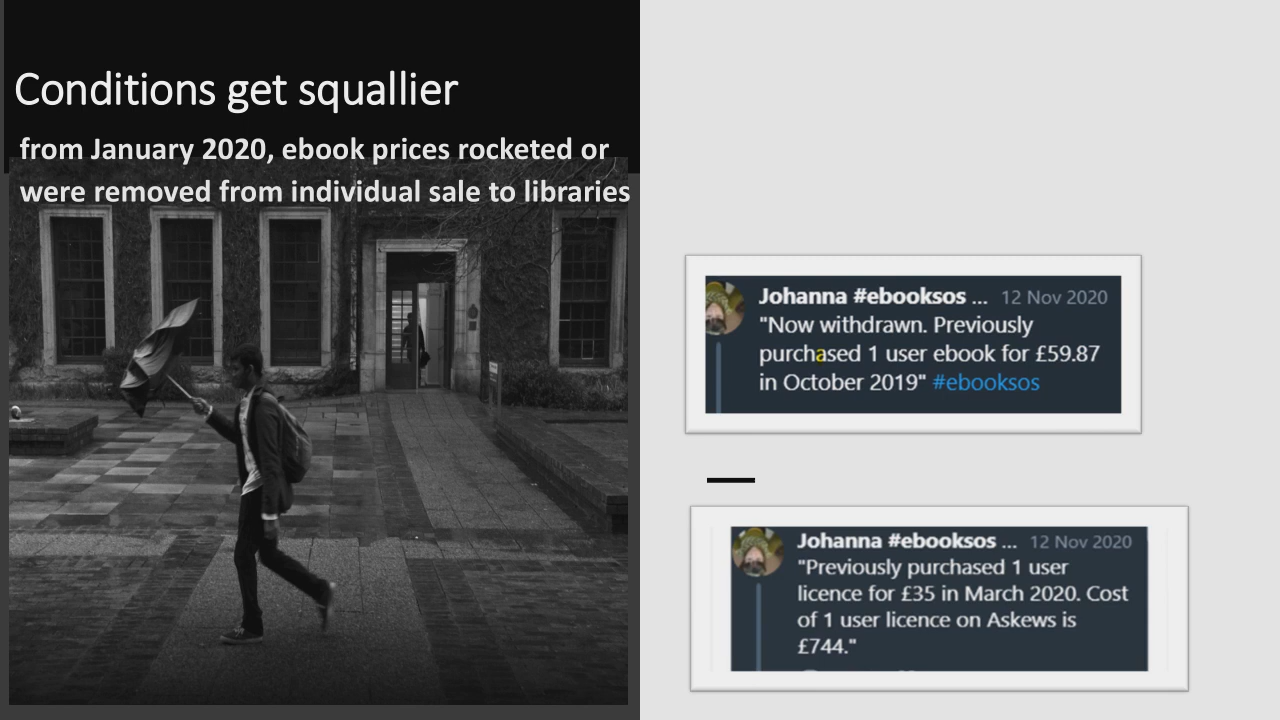 Conditions get squallier
from January 2020, ebook prices rocketed or
were removed from individual sale to libraries
Johanna #ebooksos ... 12 Nov 2020
"Now withdrawn. Previously
purchased 1 user ebook for £59.87
in October 2019" #ebooksos
Johanna #ebooksos ... 12 Nov 2020
"Previously purchased 1 user
licence for £35 in March 2020. Cost
of 1 user licence on Askews is
£744."